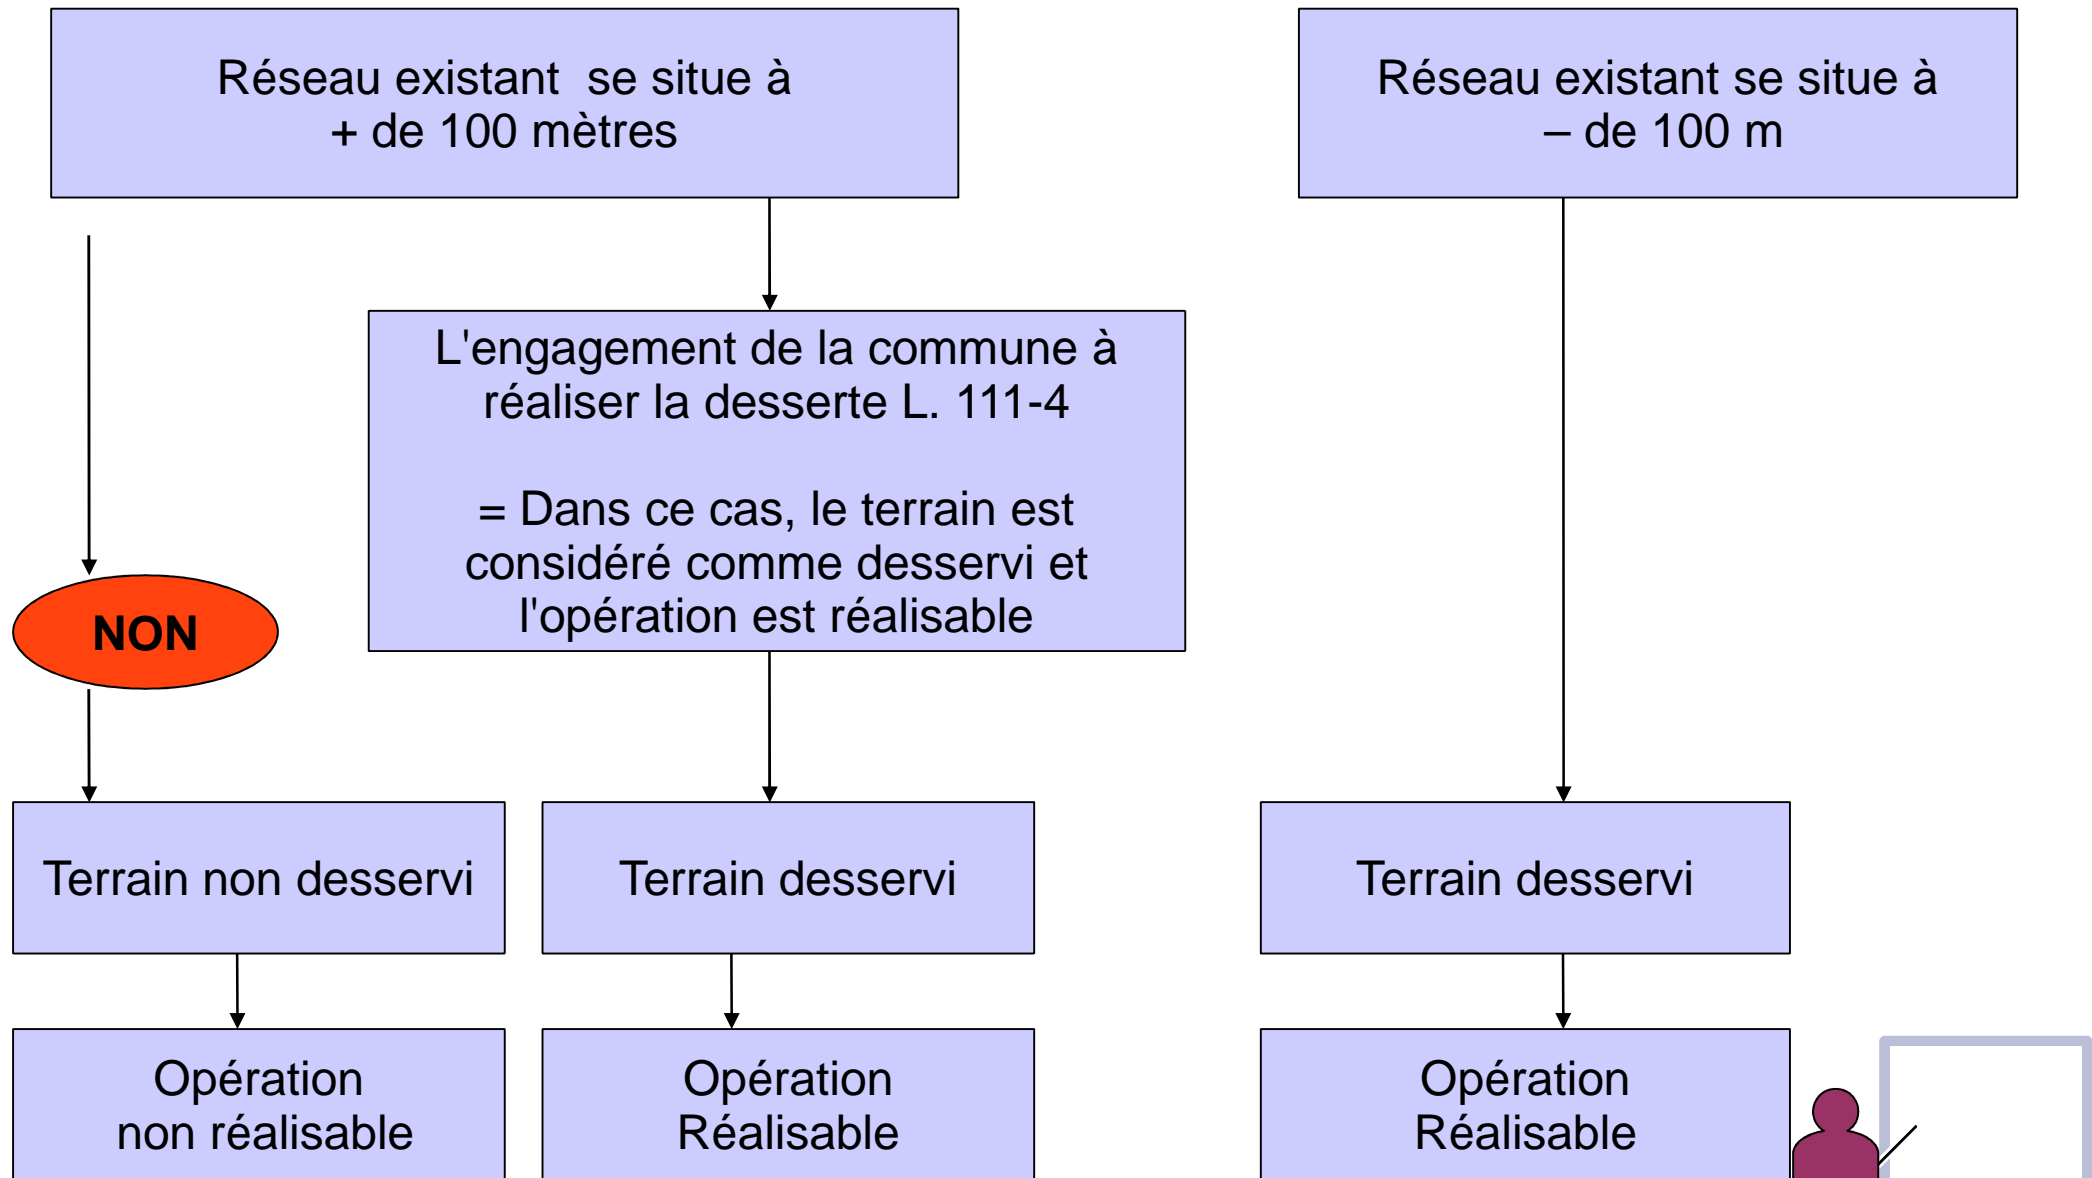 Réseau existant  se situe à
+ de 100 mètres
Réseau existant se situe à
– de 100 m
L'engagement de la commune à
réaliser la desserte L. 111-4
= Dans ce cas, le terrain est
considéré comme desservi et
l'opération est réalisable
NON
Terrain non desservi
Terrain desservi
Terrain desservi
Opération
non réalisable
Opération
Réalisable
Opération
Réalisable